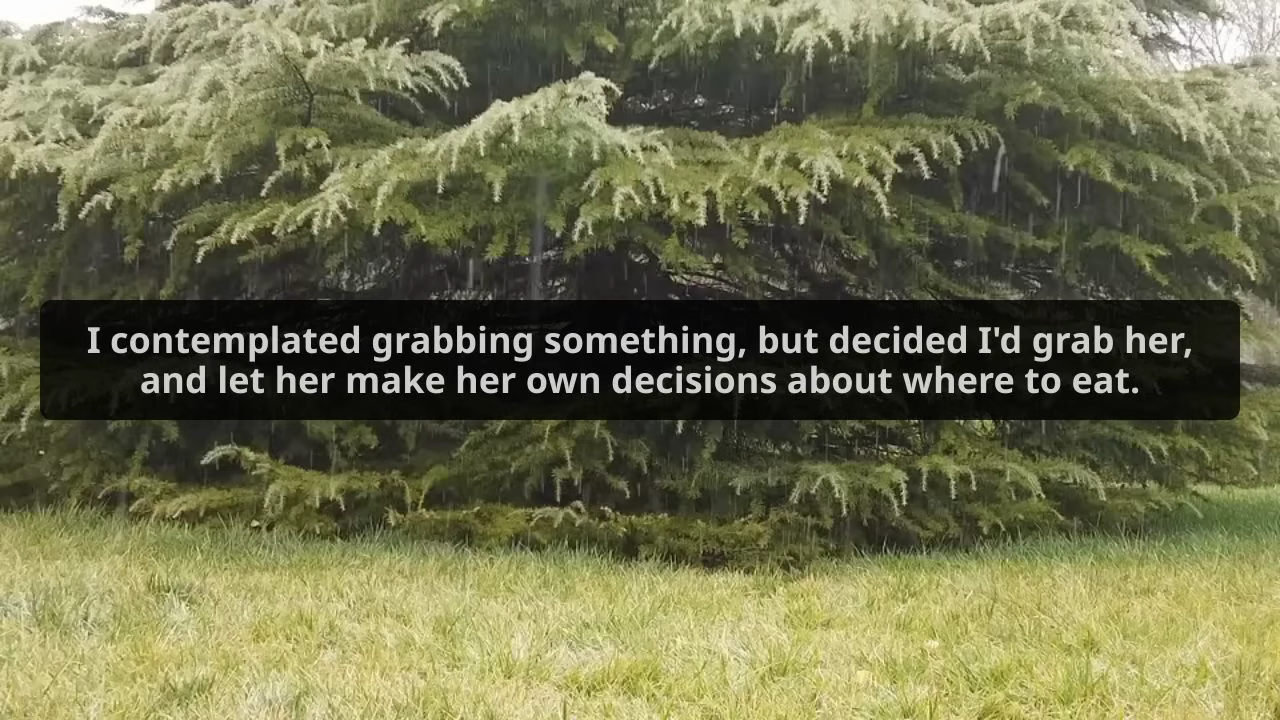 I contemplated grabbing something, but decided I'd grab her,
and let her make her own decisions about where to eat.